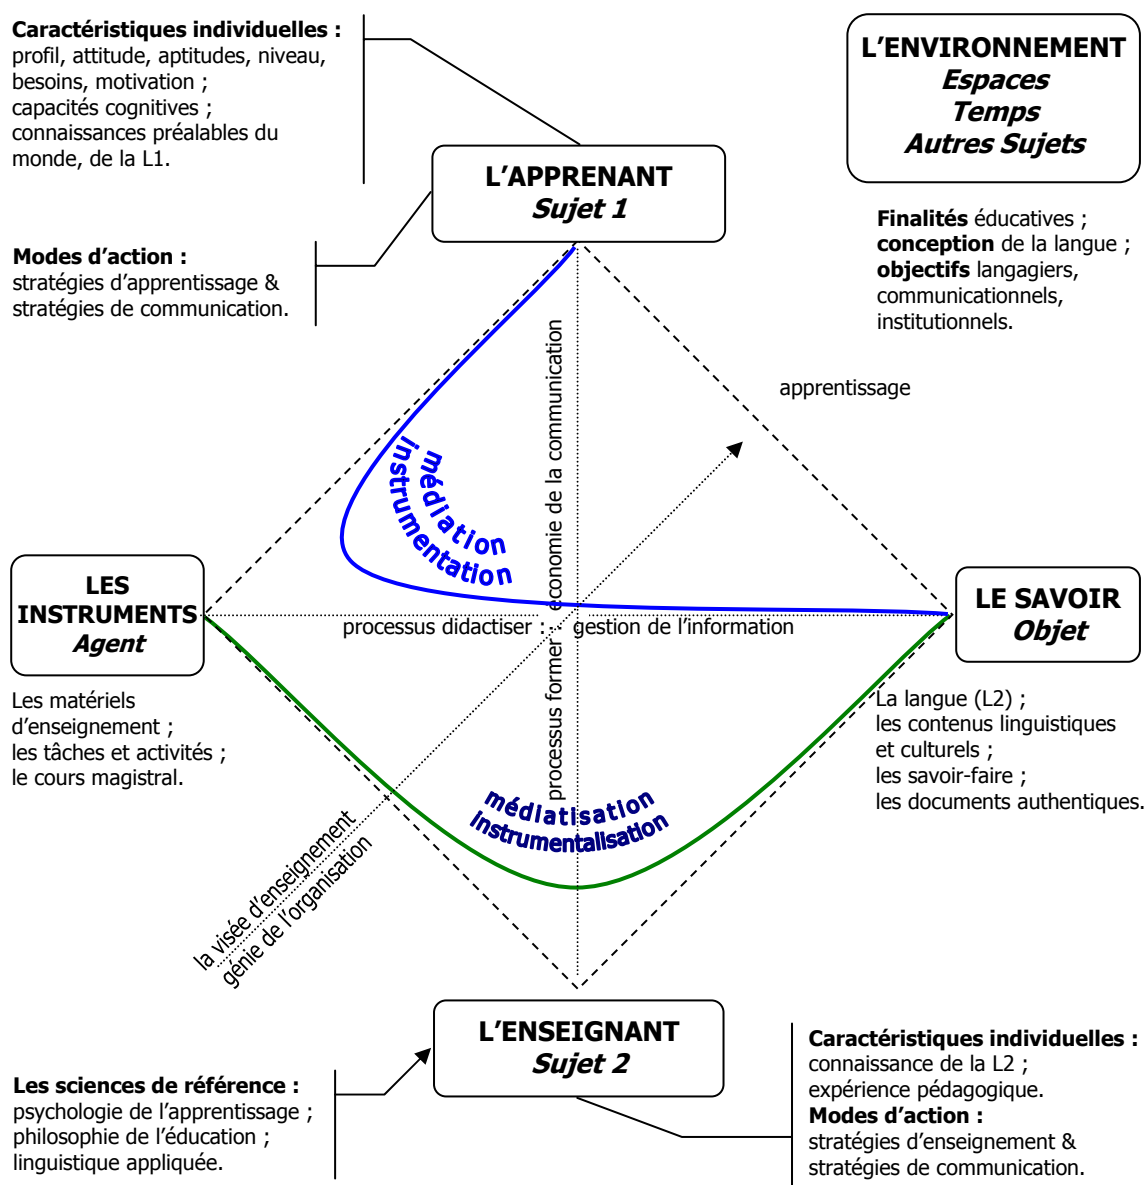 Caractéristiques individuelles :
profil, attitude, aptitudes, niveau,
besoins, motivation ;
capacités cognitives ;
connaissances préalables du
monde, de la L1.
L’ENVIRONNEMENT
Espaces
Temps
Autres Sujets
L’APPRENANT
Sujet 1
Finalités éducatives ;
conception de la langue ;
objectifs langagiers,
communicationnels,
institutionnels.
Modes d’action :
stratégies d’apprentissage &
stratégies de communication.
apprentissage
processus former - économie de la communication
médiation
instrumentation
LES
INSTRUMENTS
Agent
processus didactiser : gestion de l’information
LE SAVOIR
Objet
Les matériels
d’enseignement ;
les tâches et activités ;
le cours magistral.
La langue (L2) ;
les contenus linguistiques
et culturels ;
les savoir-faire ;
les documents authentiques.
médiatisation
instrumentalisation
la visée d’enseignement
génie de l’organisation
L’ENSEIGNANT
Sujet 2
Les sciences de référence :
psychologie de l’apprentissage ;
philosophie de l’éducation ;
linguistique appliquée.
Caractéristiques individuelles :
connaissance de la L2 ;
expérience pédagogique.
Modes d’action :
stratégies d’enseignement &
stratégies de communication.